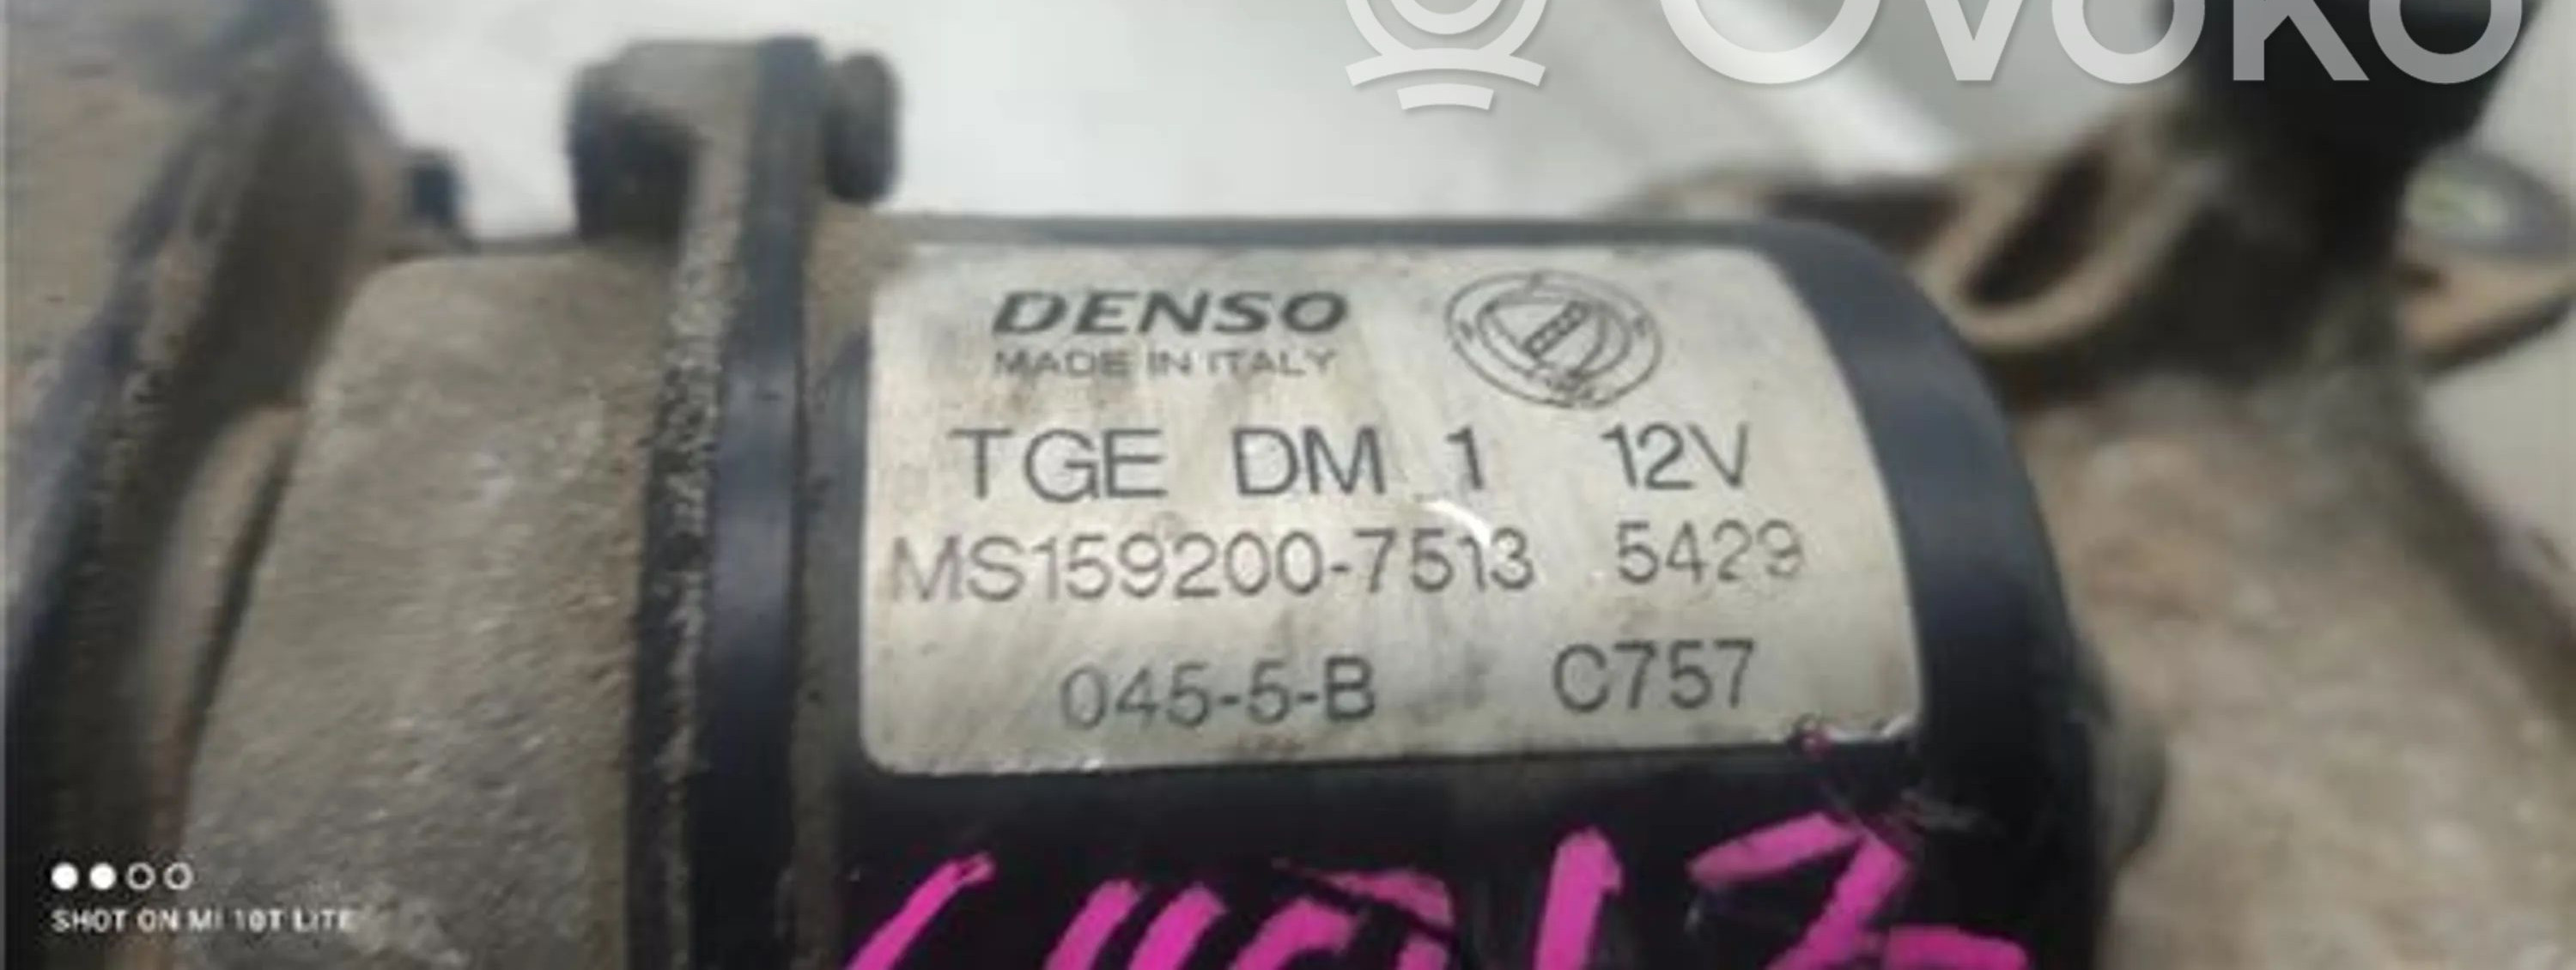 OVOKO
DENSO
MADE IN ITALY
TGE DM 1 12V
MS159200-7513 5429
045-5-B C757
SHOT ON MI 10T LITE